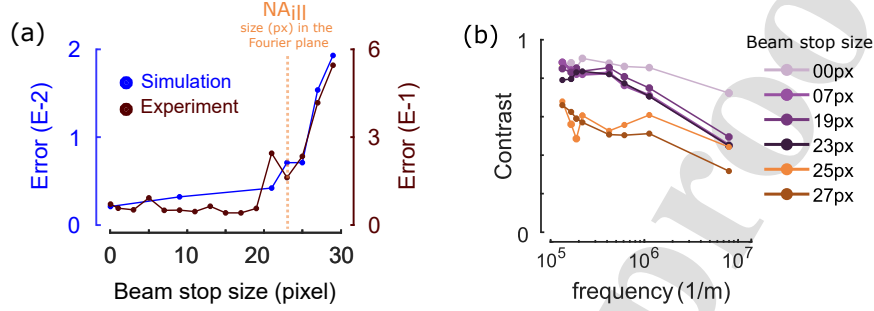 (a)
NAill
size (px) in the
Fourier plane
2
1
0
Error (E-2)
Simulation
Experiment
6
3
0
Error (E-1)
0
10
20
30
Beam stop size (pixel)
(b)
1
0
Contrast
10^5
10^6
10^7
frequency (1/m)
Beam stop size
00px
07px
19px
23px
25px
27px
proo